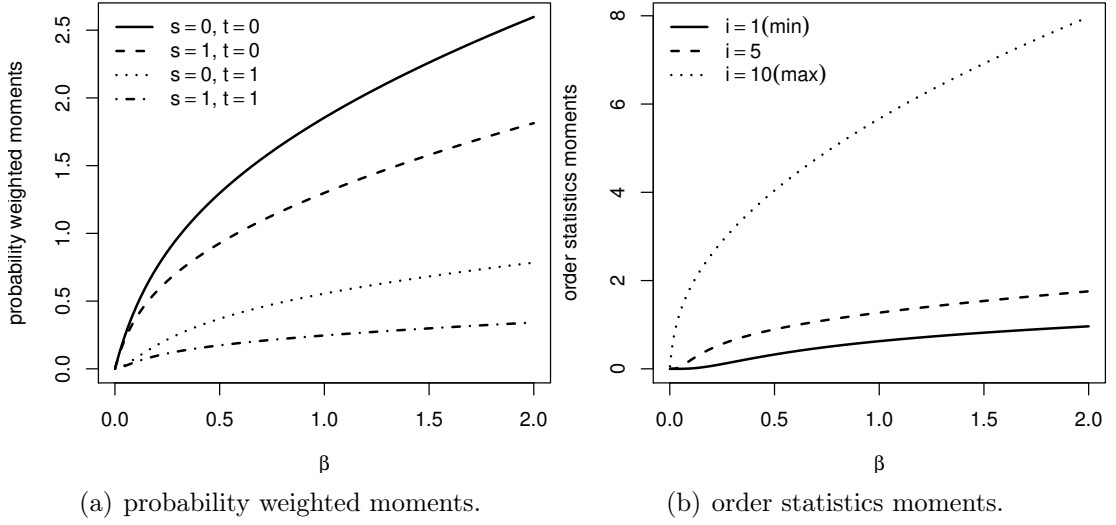 probability weighted moments
0.0 0.5 1.0 1.5 2.0 2.5
s = 0, t = 0
s = 1, t = 0
s = 0, t = 1
s = 1, t = 1
0.0 0.5 1.0 1.5 2.0
β
(a) probability weighted moments.
order statistics moments
0 2 4 6 8
i = 1(min)
i = 5
i = 10(max)
0.0 0.5 1.0 1.5 2.0
β
(b) order statistics moments.